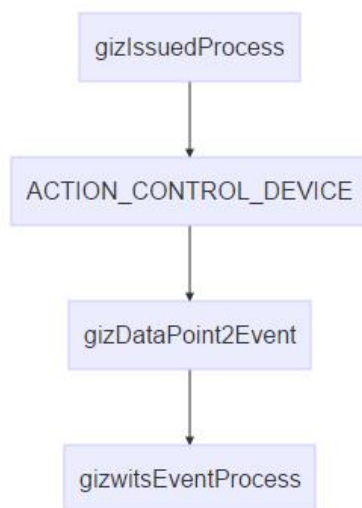 gizIssuedProcess
ACTION_CONTROL_DEVICE
gizDataPoint2Event
gizwitsEventProcess